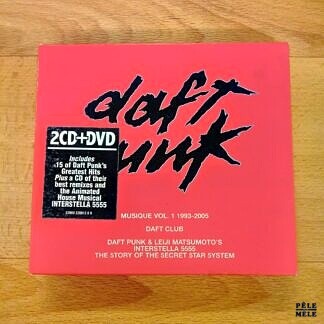 daft
punk
2CD+DVD
Includes
15 of Daft Punk's
Greatest Hits
Plus a CD of their
best remixes and
the Animated
House Musical
INTERSTELLA 5555
MUSIQUE VOL. 1 1993-2005
DAFT CLUB
DAFT PUNK & LEIJI MATSUMOTO'S
INTERSTELLA 5555
THE STORY OF THE SECRET STAR SYSTEM
PÊLE
MÊLE